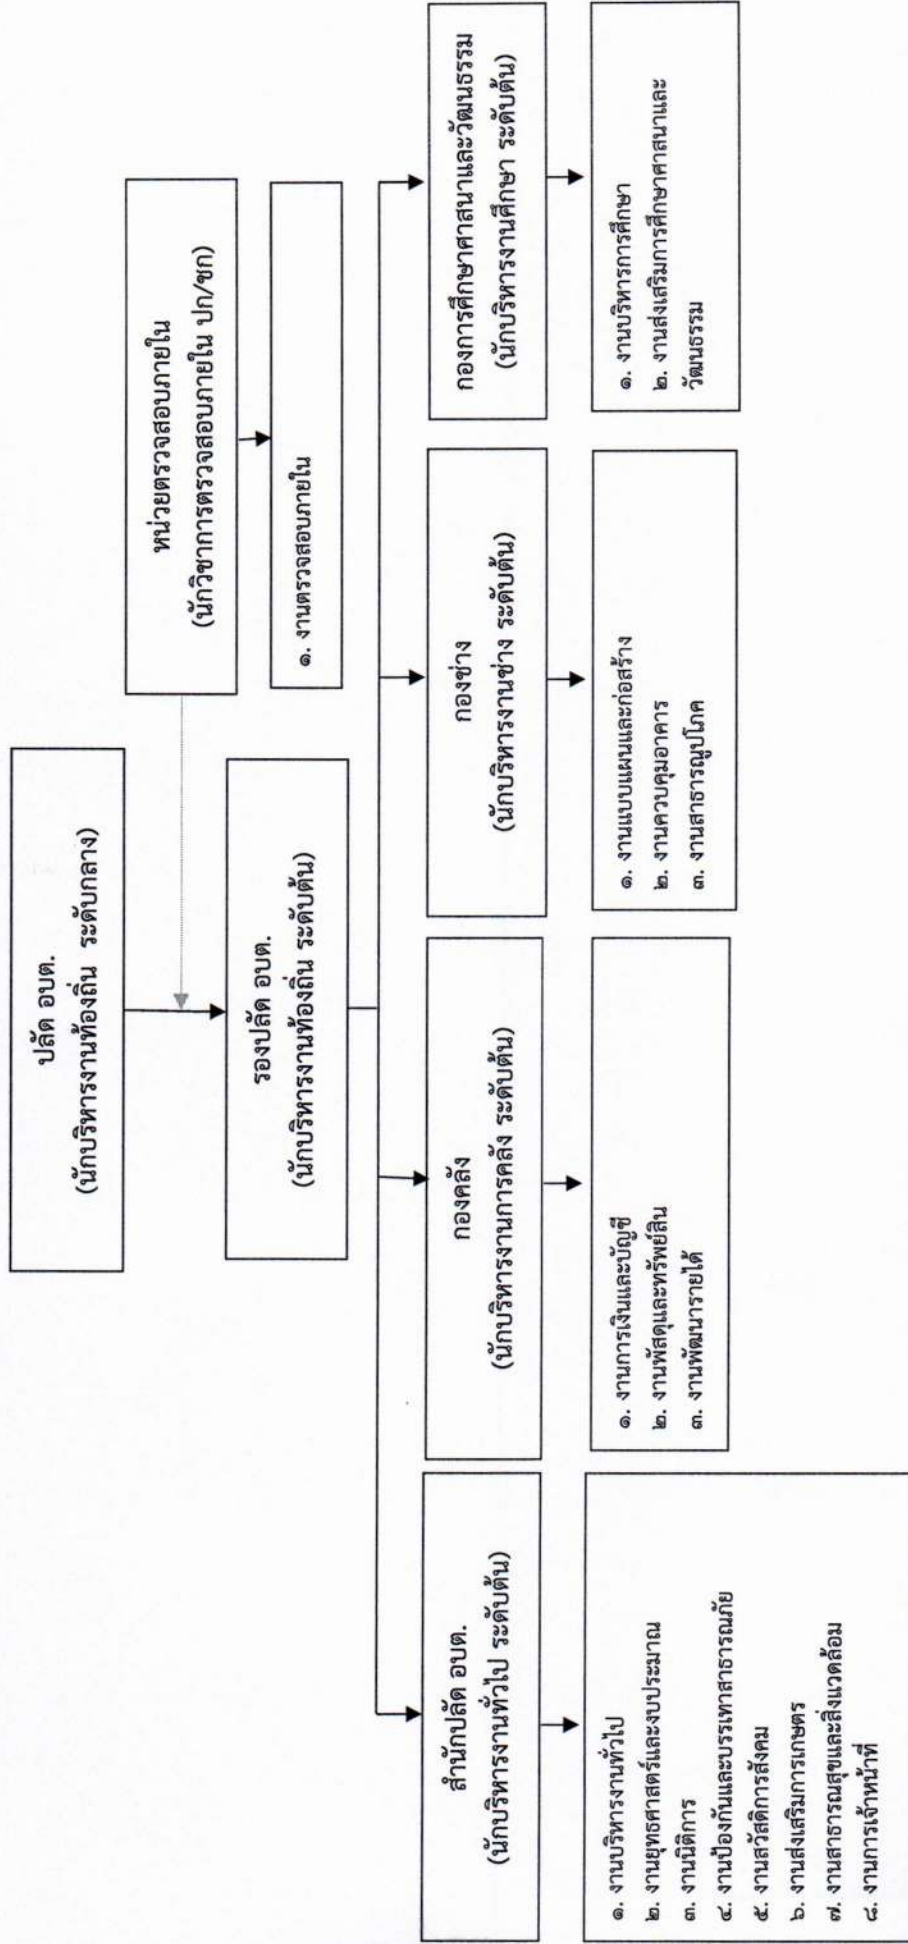 ปลัด อบต.
(นักบริหารงานท้องถิ่น ระดับกลาง)
หน่วยตรวจสอบภายใน
(นักวิชาการตรวจสอบภายใน ปก/ชก)
๑. งานตรวจสอบภายใน
รองปลัด อบต.
(นักบริหารงานท้องถิ่น ระดับต้น)
สำนักปลัด อบต.
(นักบริหารงานทั่วไป ระดับต้น)
๑. งานบริหารงานทั่วไป
๒. งานยุทธศาสตร์และงบประมาณ
๓. งานนิติการ
๔. งานป้องกันและบรรเทาสาธารณภัย
๕. งานสวัสดิการสังคม
๖. งานส่งเสริมการเกษตร
๗. งานสาธารณสุขและสิ่งแวดล้อม
๘. งานการเจ้าหน้าที่
กองคลัง
(นักบริหารงานการคลัง ระดับต้น)
๑. งานการเงินและบัญชี
๒. งานพัสดุและทรัพย์สิน
๓. งานพัฒนารายได้
กองช่าง
(นักบริหารงานช่าง ระดับต้น)
๑. งานแบบแผนและก่อสร้าง
๒. งานควบคุมอาคาร
๓. งานสาธารณูปโภค
กองการศึกษาศาสนาและวัฒนธรรม
(นักบริหารงานศึกษา ระดับต้น)
๑. งานบริหารการศึกษา
๒. งานส่งเสริมการศึกษาศาสนาและ
วัฒนธรรม